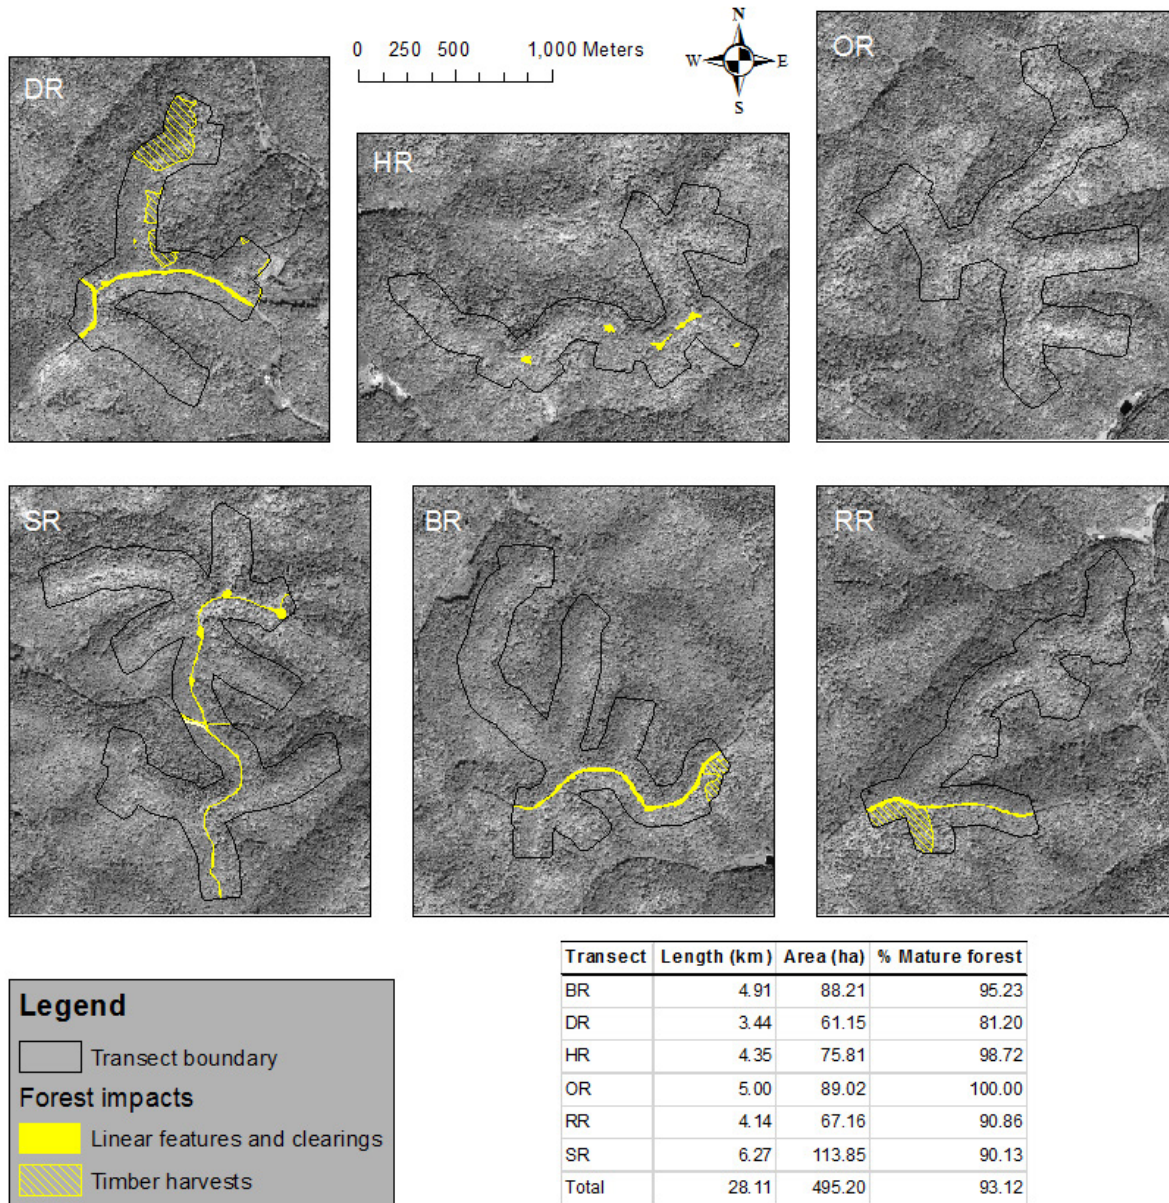 DR
0 250 500 1,000 Meters
N
W E
S
OR
HR
SR
BR
RR
Legend
Transect boundary
Forest impacts
Linear features and clearings
Timber harvests
Transect Length (km) Area (ha) % Mature forest
BR 4.91 88.21 95.23
DR 3.44 61.15 81.20
HR 4.35 75.81 98.72
OR 5.00 89.02 100.00
RR 4.14 67.16 90.86
SR 6.27 113.85 90.13
Total 28.11 495.20 93.12